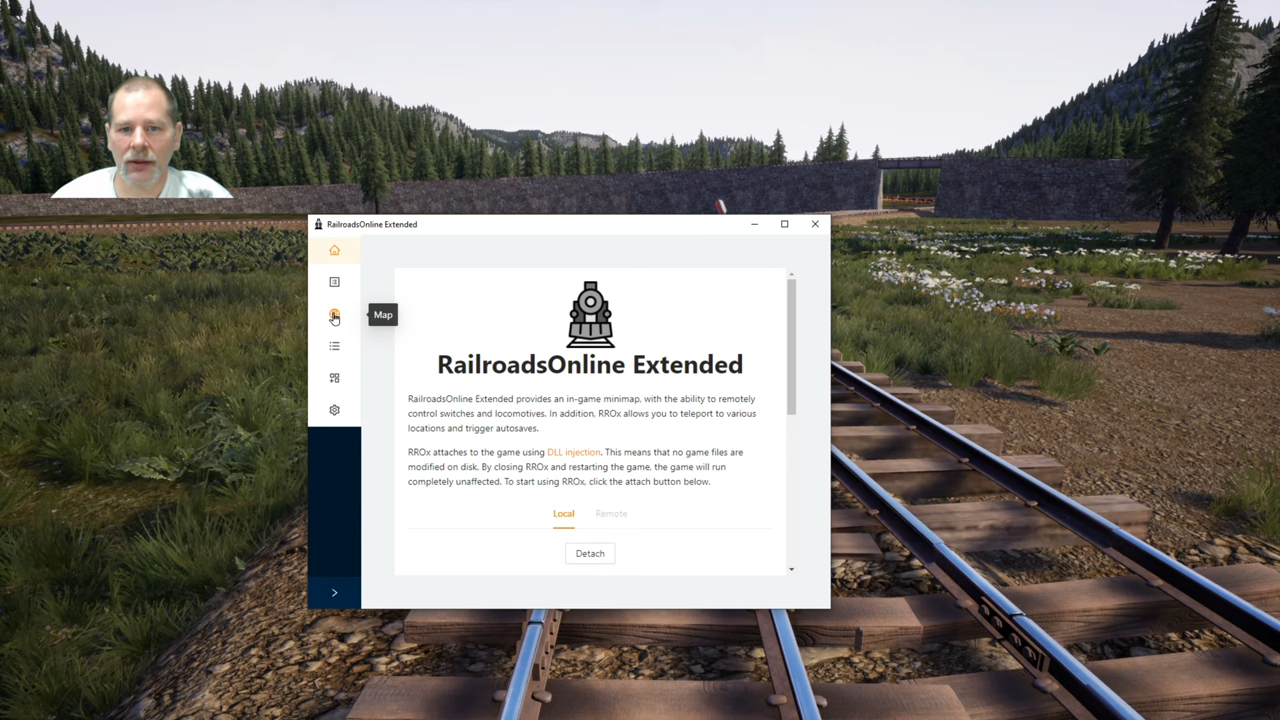 RailroadsOnline Extended
Map
RailroadsOnline Extended
RailroadsOnline Extended provides an in-game minimap, with the ability to remotely
control switches and locomotives. In addition, RROx allows you to teleport to various
locations and trigger autosaves.
RROx attaches to the game using DLL injection. This means that no game files are
modified on disk. By closing RROx and restarting the game, the game will run
completely unaffected. To start using RROx, click the attach button below.
Local Remote
Detach